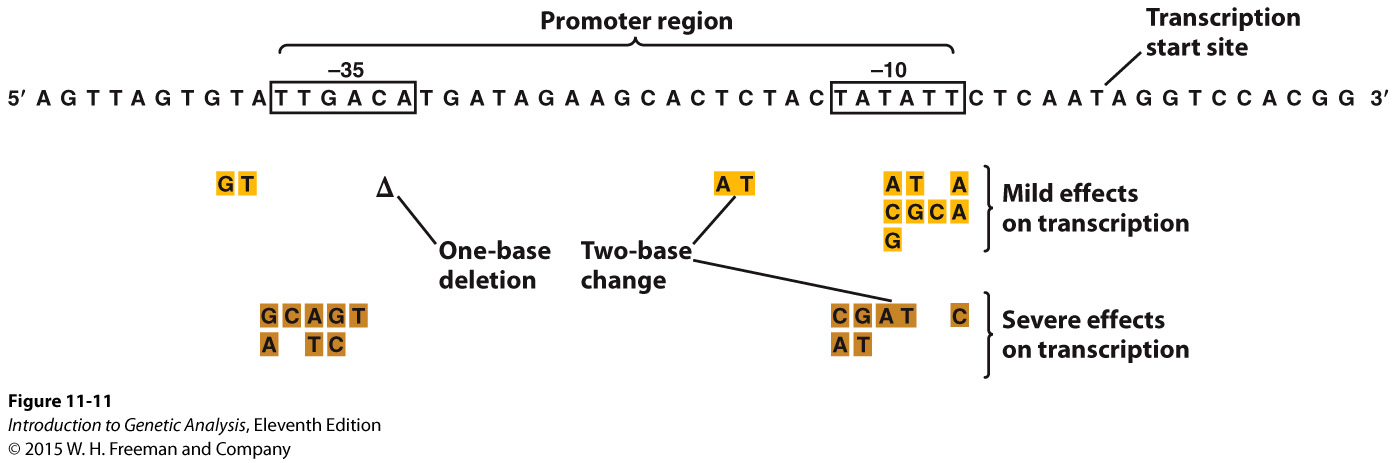 Promoter region
Transcription
start site
–35
–10
5′ A G T T A G T G T A T T G A C A T G A T A G A A G C A C T C T A C T A T A T T C T C A A T A G G T C C A C G G 3′
G T
Δ
A T
A T A
C G C A
G
Mild effects
on transcription
One-base
deletion
Two-base
change
G C A G T
A T C
C G A T C
A T
Severe effects
on transcription
Figure 11-11
Introduction to Genetic Analysis, Eleventh Edition
© 2015 W. H. Freeman and Company